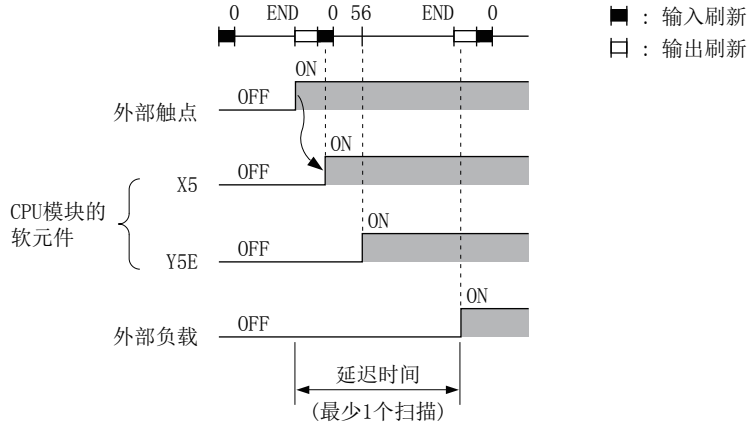 0 END 0 56 END 0
: 输入刷新
: 输出刷新
ON
外部触点 OFF
ON
X5 OFF
CPU模块的
软元件
ON
Y5E OFF
ON
外部负载 OFF
延迟时间
(最少1个扫描)